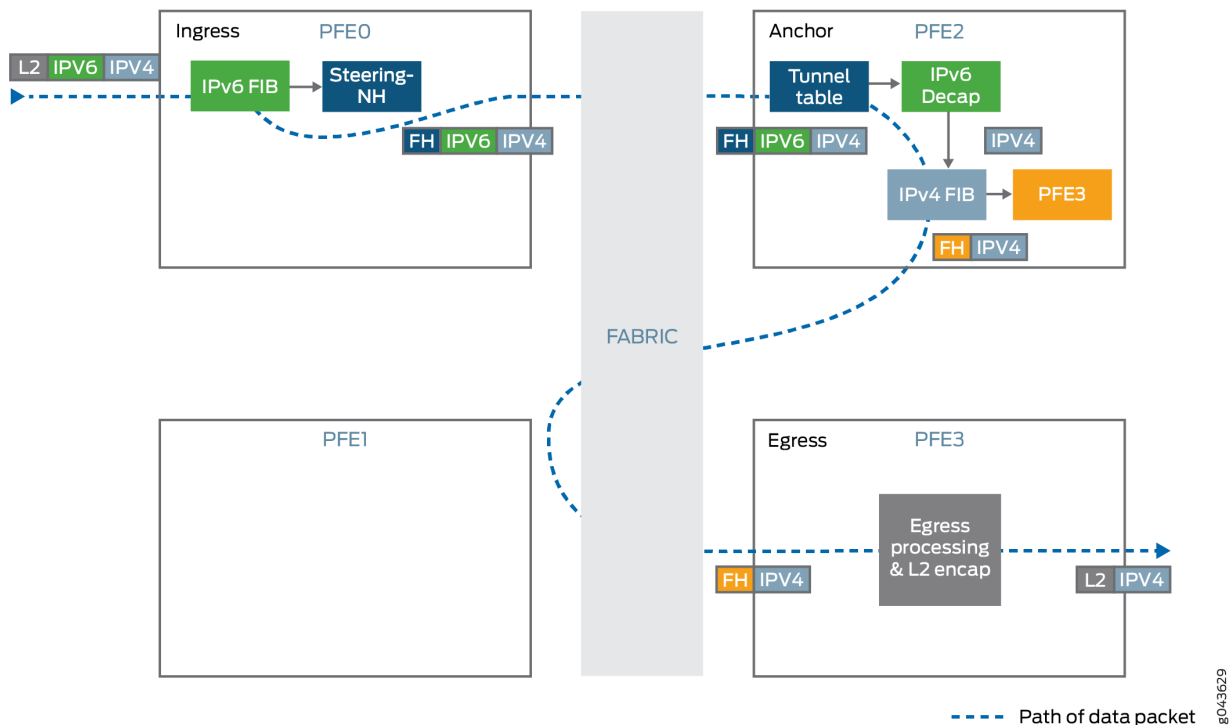 Ingress PFE0
L2 IPV6 IPV4
IPv6 FIB
Steering-
NH
FH IPV6 IPV4
Anchor PFE2
Tunnel
table
IPv6
Decap
FH IPV6 IPV4
IPV4
IPv4 FIB
PFE3
FH IPV4
FABRIC
PFE1
Egress PFE3
Egress
processing
& L2 encap
FH IPV4
L2 IPV4
Path of data packet
g043629